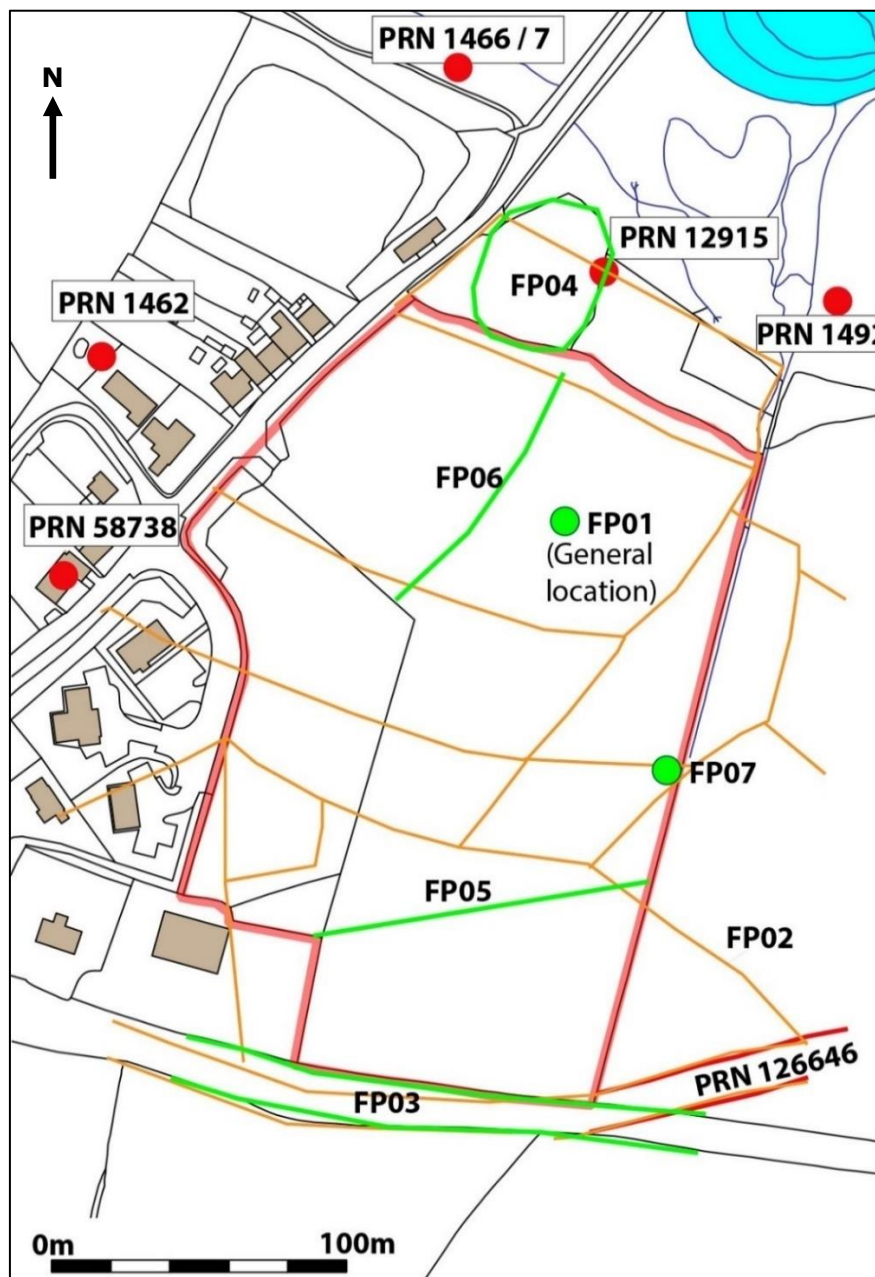 PRN 1466 / 7
N
PRN 12915
FP04
PRN 1462
PRN 1492
FP06
FP01
(General
location)
PRN 58738
FP07
FP05
FP02
PRN 126646
FP03
0m
100m